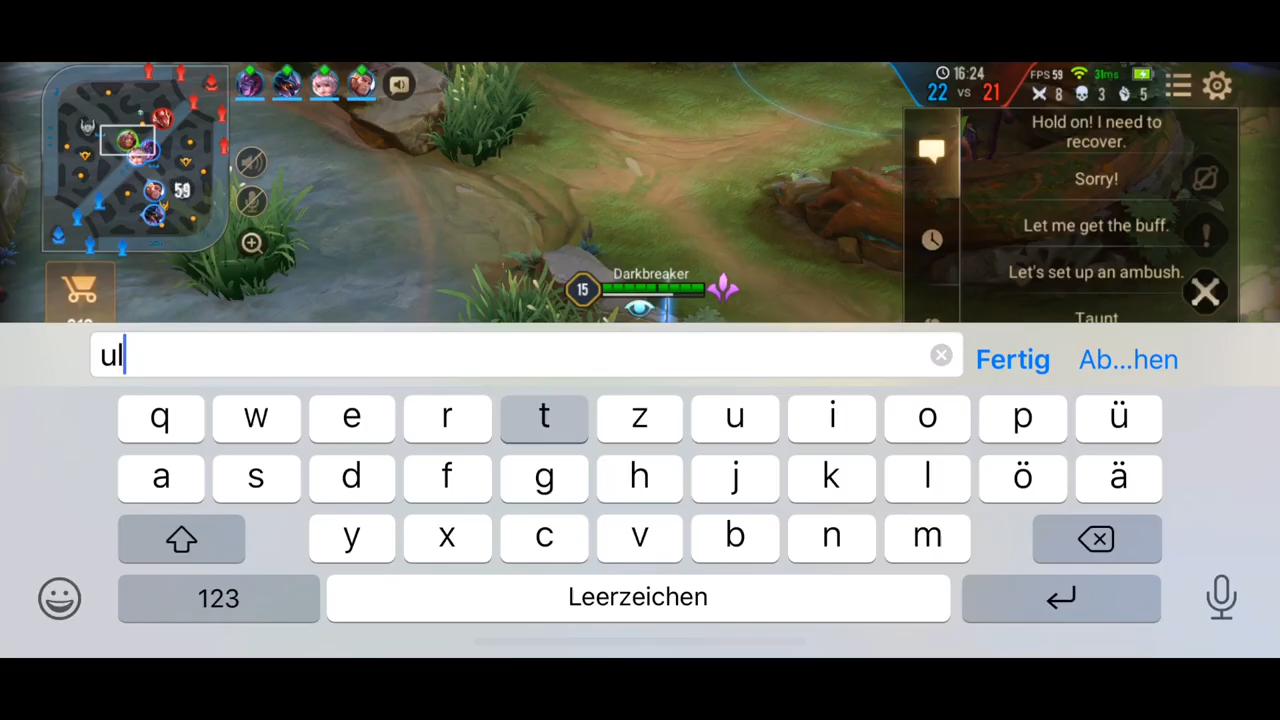 16:24
22 vs 21
FPS 59
31ms
8
3
5
59
Hold on! I need to
recover.
Sorry!
Let me get the buff.
Let's set up an ambush.
Taunt
Darkbreaker
15
ul
Fertig
Ab...hen
q w e r t z u i o p ü
a s d f g h j k l ö ä
y x c v b n m
123
Leerzeichen